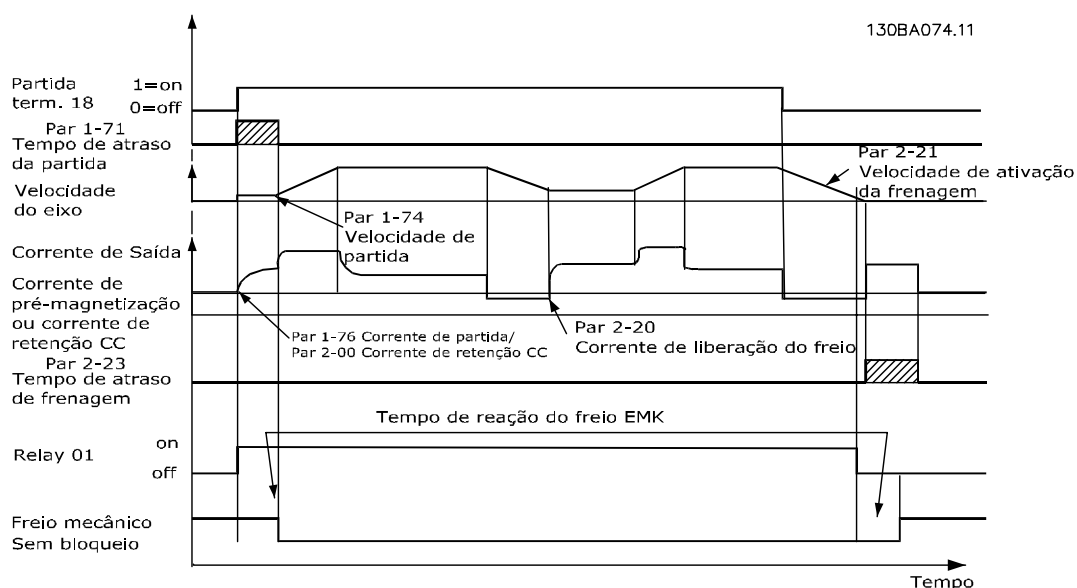 130BA074.11
Partida
term. 18
1=on
0=off
Par 1-71
Tempo de atraso
da partida
Par 2-21
Velocidade de ativação
da frenagem
Velocidade
do eixo
Par 1-74
Velocidade de
partida
Corrente de Saída
Corrente de
pré-magnetização
ou corrente de
retenção CC
Par 1-76 Corrente de partida/
Par 2-00 Corrente de retenção CC
Par 2-20
Corrente de liberação do freio
Par 2-23
Tempo de atraso
de frenagem
Tempo de reação do freio EMK
Relay 01
on
off
Freio mecânico
Sem bloqueio
Tempo